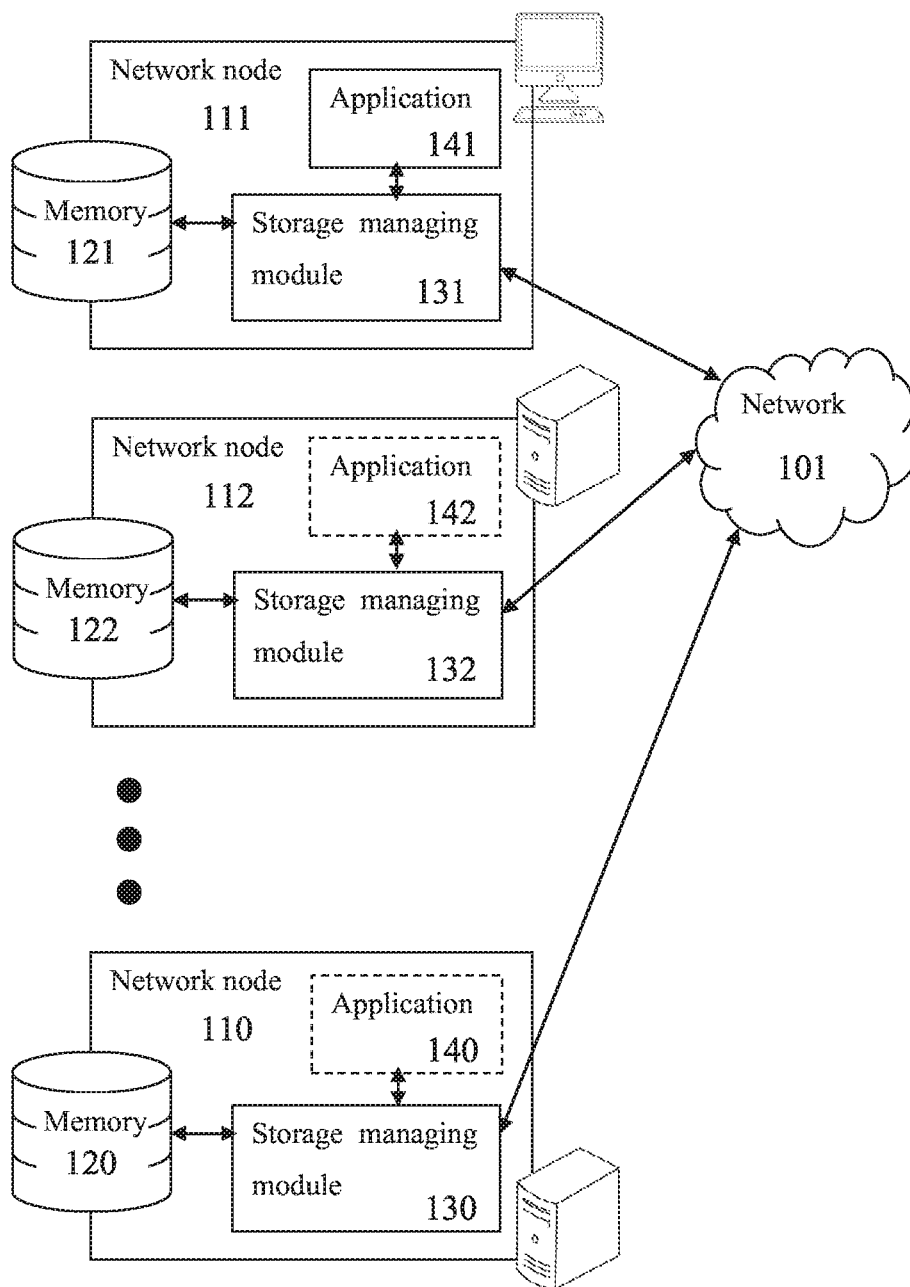 Network node
111
Application
141
Memory
121
Storage managing
module
131
Network
101
Network node
112
Application
142
Memory
122
Storage managing
module
132
Network node
110
Application
140
Memory
120
Storage managing
module
130